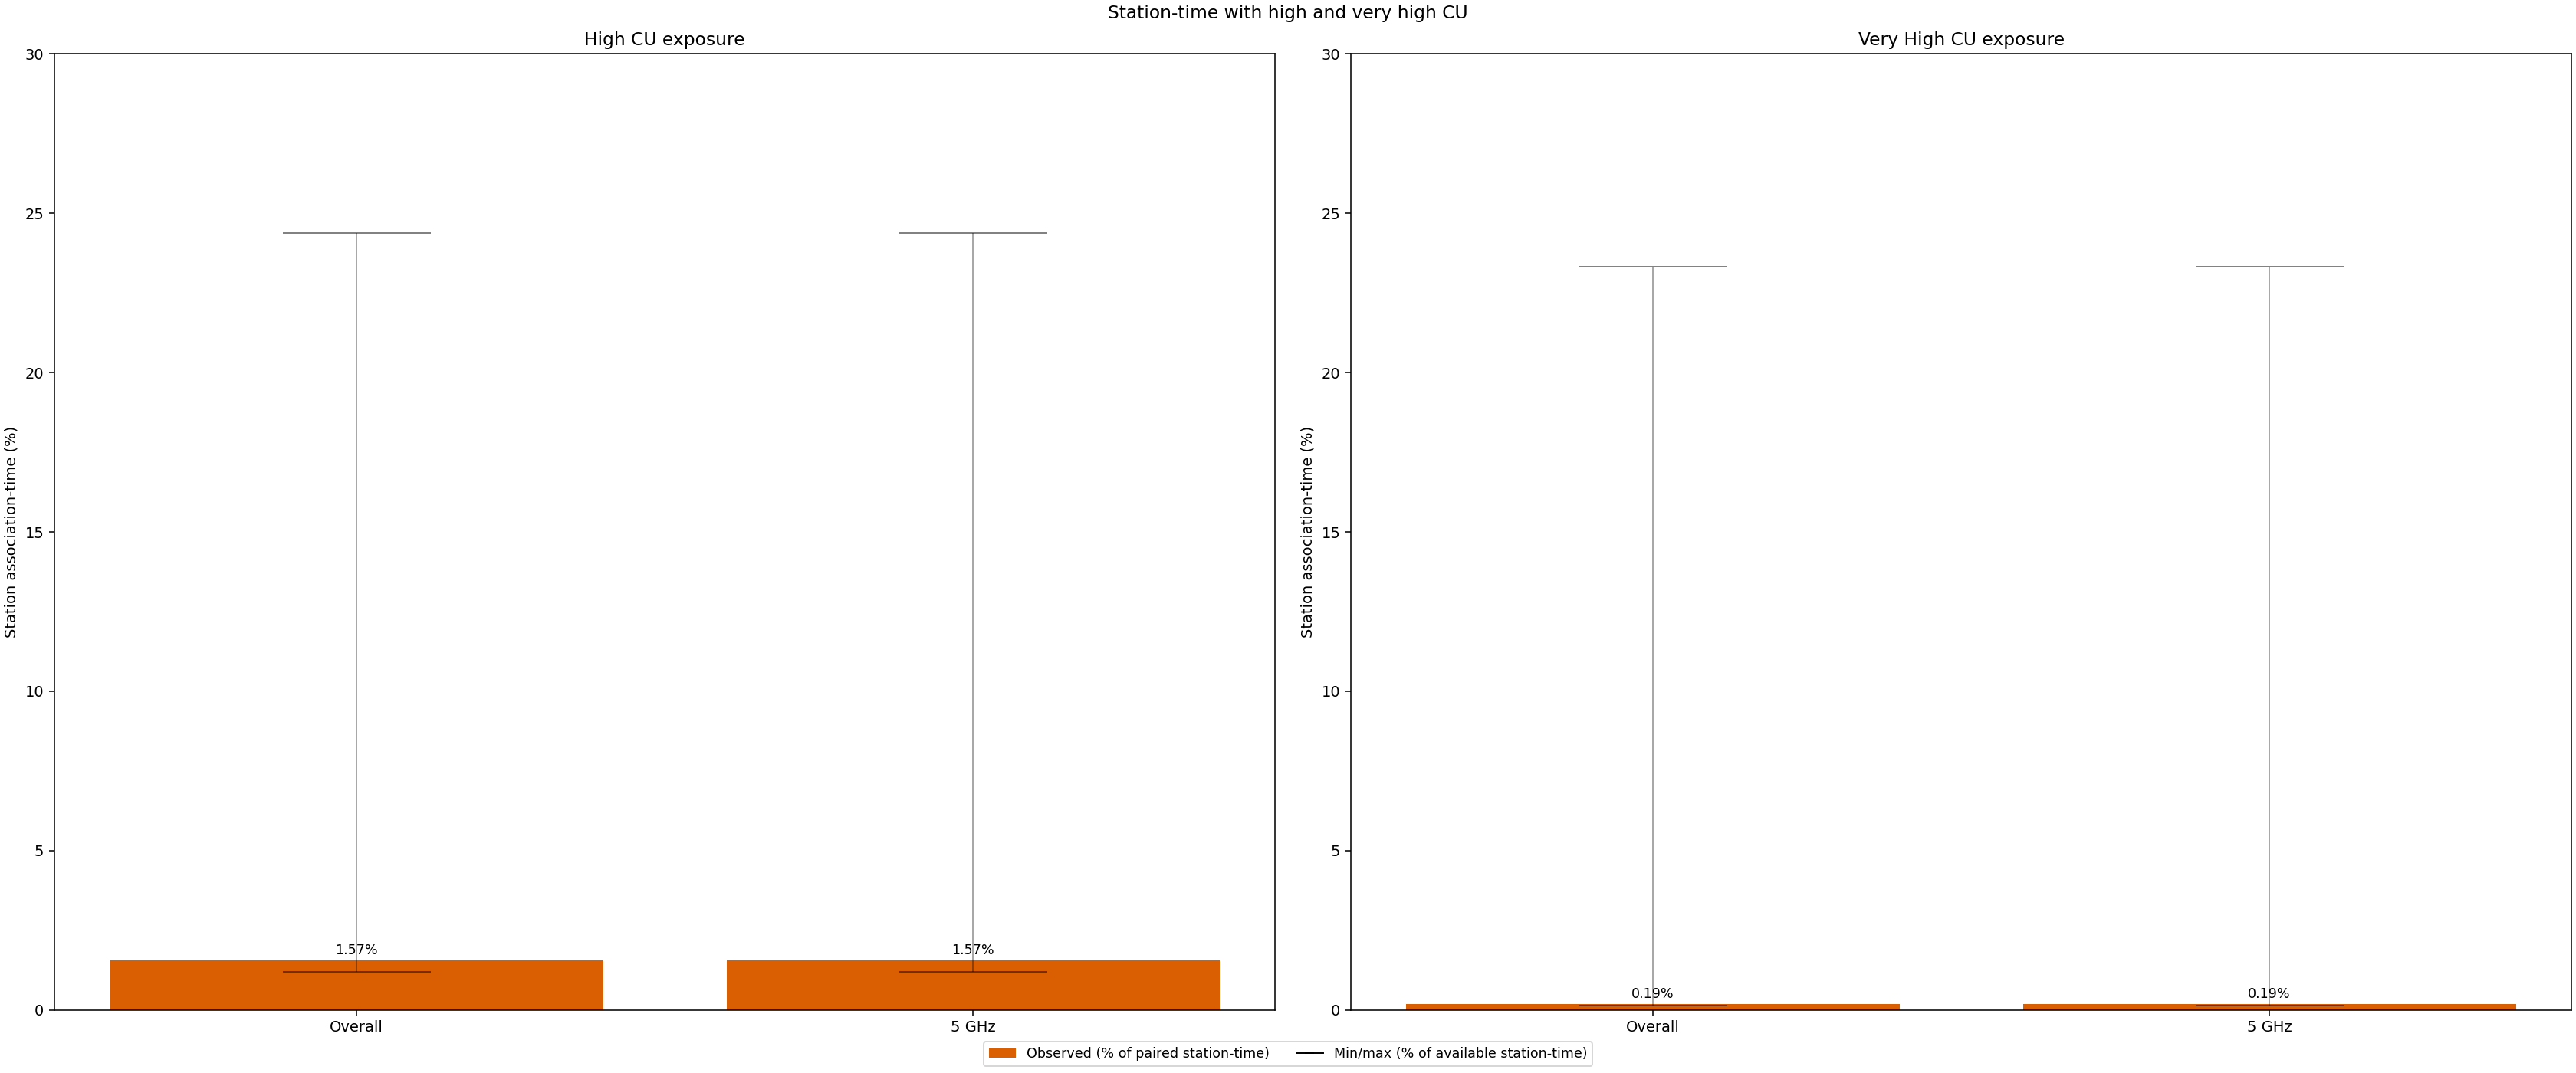 Station-time with high and very high CU
High CU exposure
30
25
20
15
10
5
0
Station association-time (%)
1.57%
1.57%
Overall
5 GHz
Very High CU exposure
30
25
20
15
10
5
0
Station association-time (%)
0.19%
0.19%
Overall
5 GHz
Observed (% of paired station-time)
Min/max (% of available station-time)